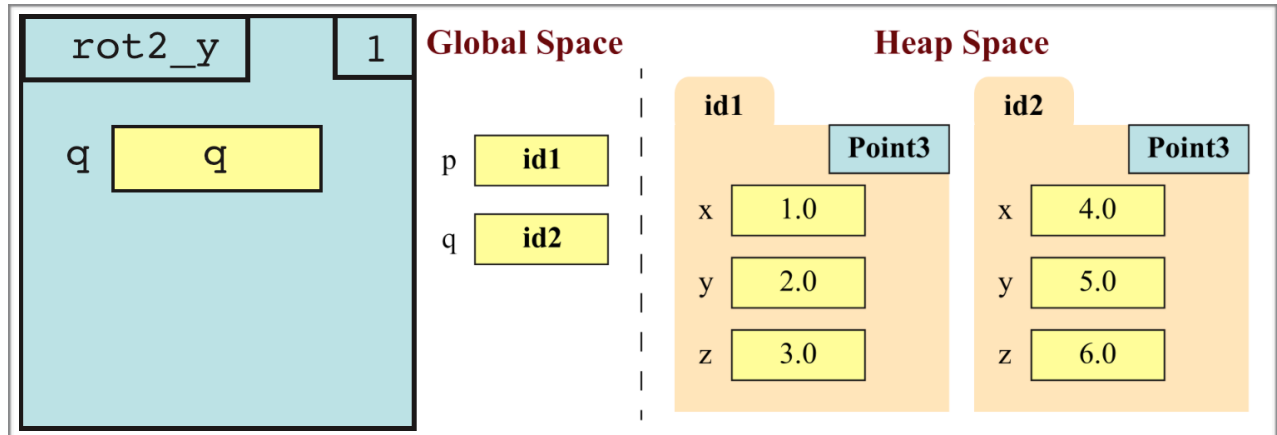 rot2_y 1
q q
Global Space
p id1
q id2
Heap Space
id1
Point3
x 1.0
y 2.0
z 3.0
id2
Point3
x 4.0
y 5.0
z 6.0